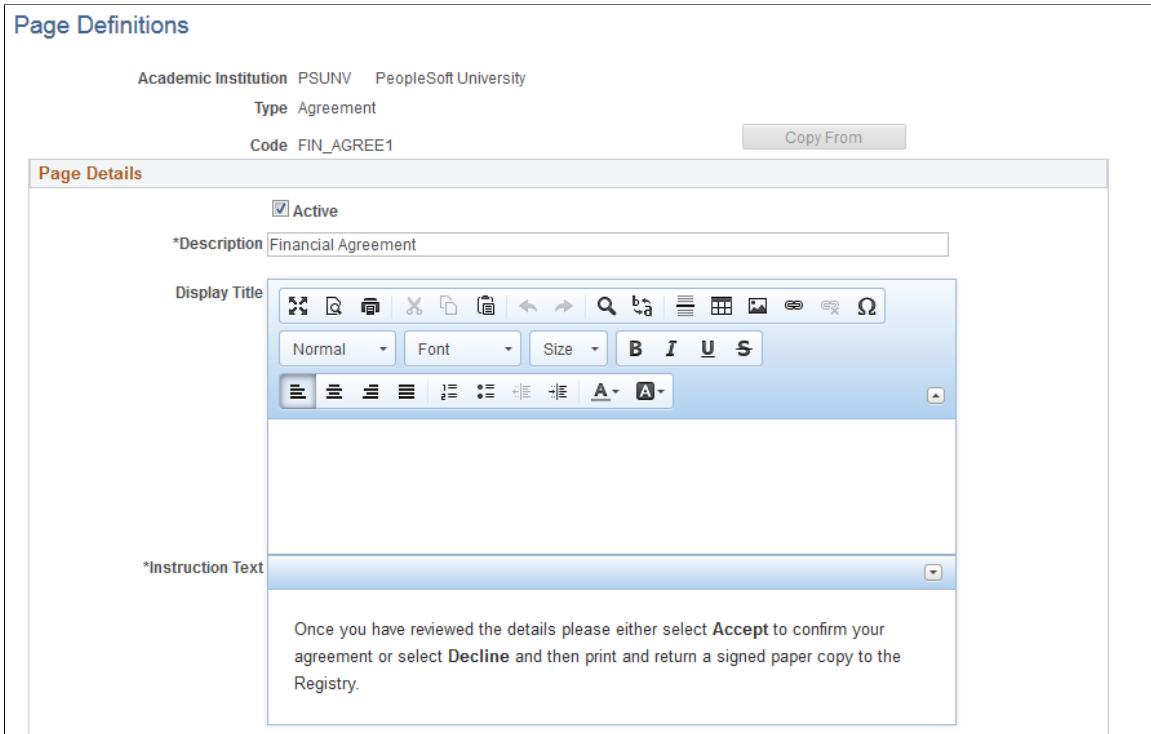 Page Definitions
Academic Institution PSUNV PeopleSoft University
Type Agreement
Code FIN_AGREE1
Copy From
Page Details
Active
*Description Financial Agreement
Display Title
Normal Font Size B I U S
*Instruction Text
Once you have reviewed the details please either select Accept to confirm your
agreement or select Decline and then print and return a signed paper copy to the
Registry.